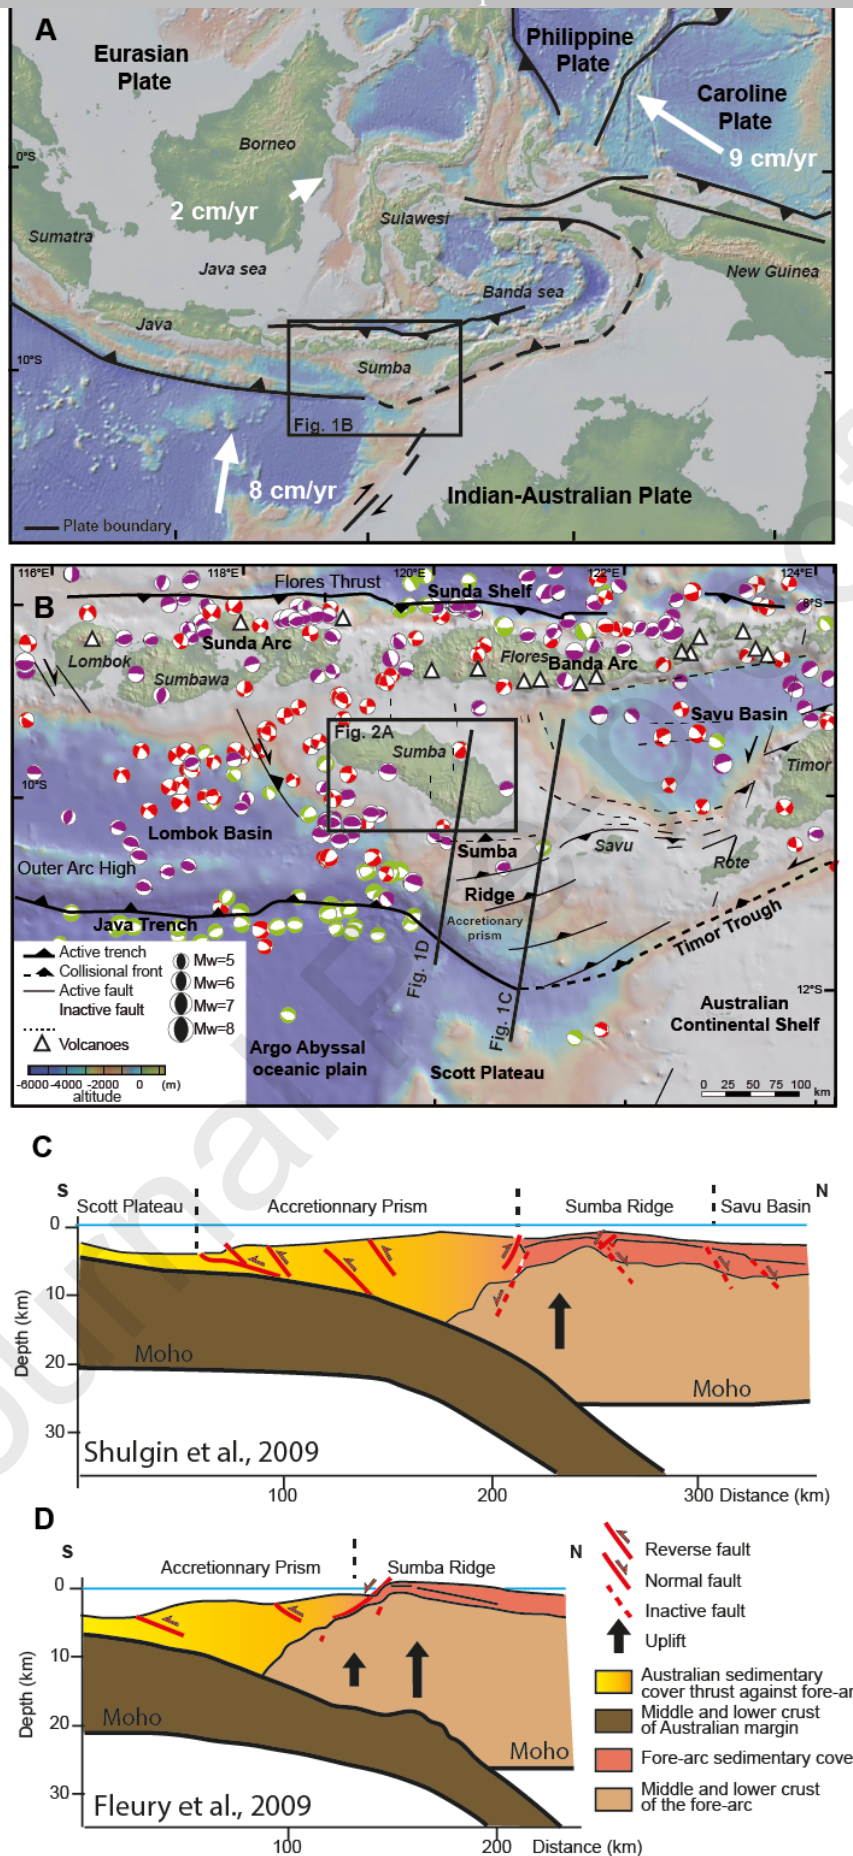 A
Eurasian
Plate
Philippine
Plate
Caroline
Plate
Borneo
9 cm/yr
0°S
2 cm/yr
Sulawesi
Sumatra
Java sea
New Guinea
Banda sea
Java
10°S
Sumba
Fig. 1B
8 cm/yr
Indian-Australian Plate
Plate boundary
116°E
118°E
120°E
122°E
124°E
B
Flores Thrust
Sunda Shelf
8°S
Sunda Arc
Lombok
Flores
Banda Arc
Sumbawa
Savu Basin
Fig. 2A
Sumba
Timor
10°S
Lombok Basin
Sumba
Savu
Outer Arc High
Rote
Ridge
Java Trench
Accretionary
prism
Timor Trough
Fig. 1D
Fig. 1C
Active trench
Collisional front
Active fault
Inactive fault
Volcanoes
Mw=5
Mw=6
Mw=7
Mw=8
12°S
Australian
Continental Shelf
Argo Abyssal
oceanic plain
Scott Plateau
-6000 -4000 -2000 0 (m)
altitude
0 25 50 75 100
km
C
S
N
Scott Plateau
Accretionnary Prism
Sumba Ridge
Savu Basin
0
10
20
30
Depth (km)
Moho
Moho
Shulgin et al., 2009
100
200
300 Distance (km)
D
S
N
Accretionnary Prism
Sumba Ridge
0
10
20
30
Depth (km)
Moho
Moho
Fleury et al., 2009
100
200
Distance (km)
Reverse fault
Normal fault
Inactive fault
Uplift
Australian sedimentary
cover thrust against fore-ar
Middle and lower crust
of Australian margin
Fore-arc sedimentary cove
Middle and lower crust
of the fore-arc